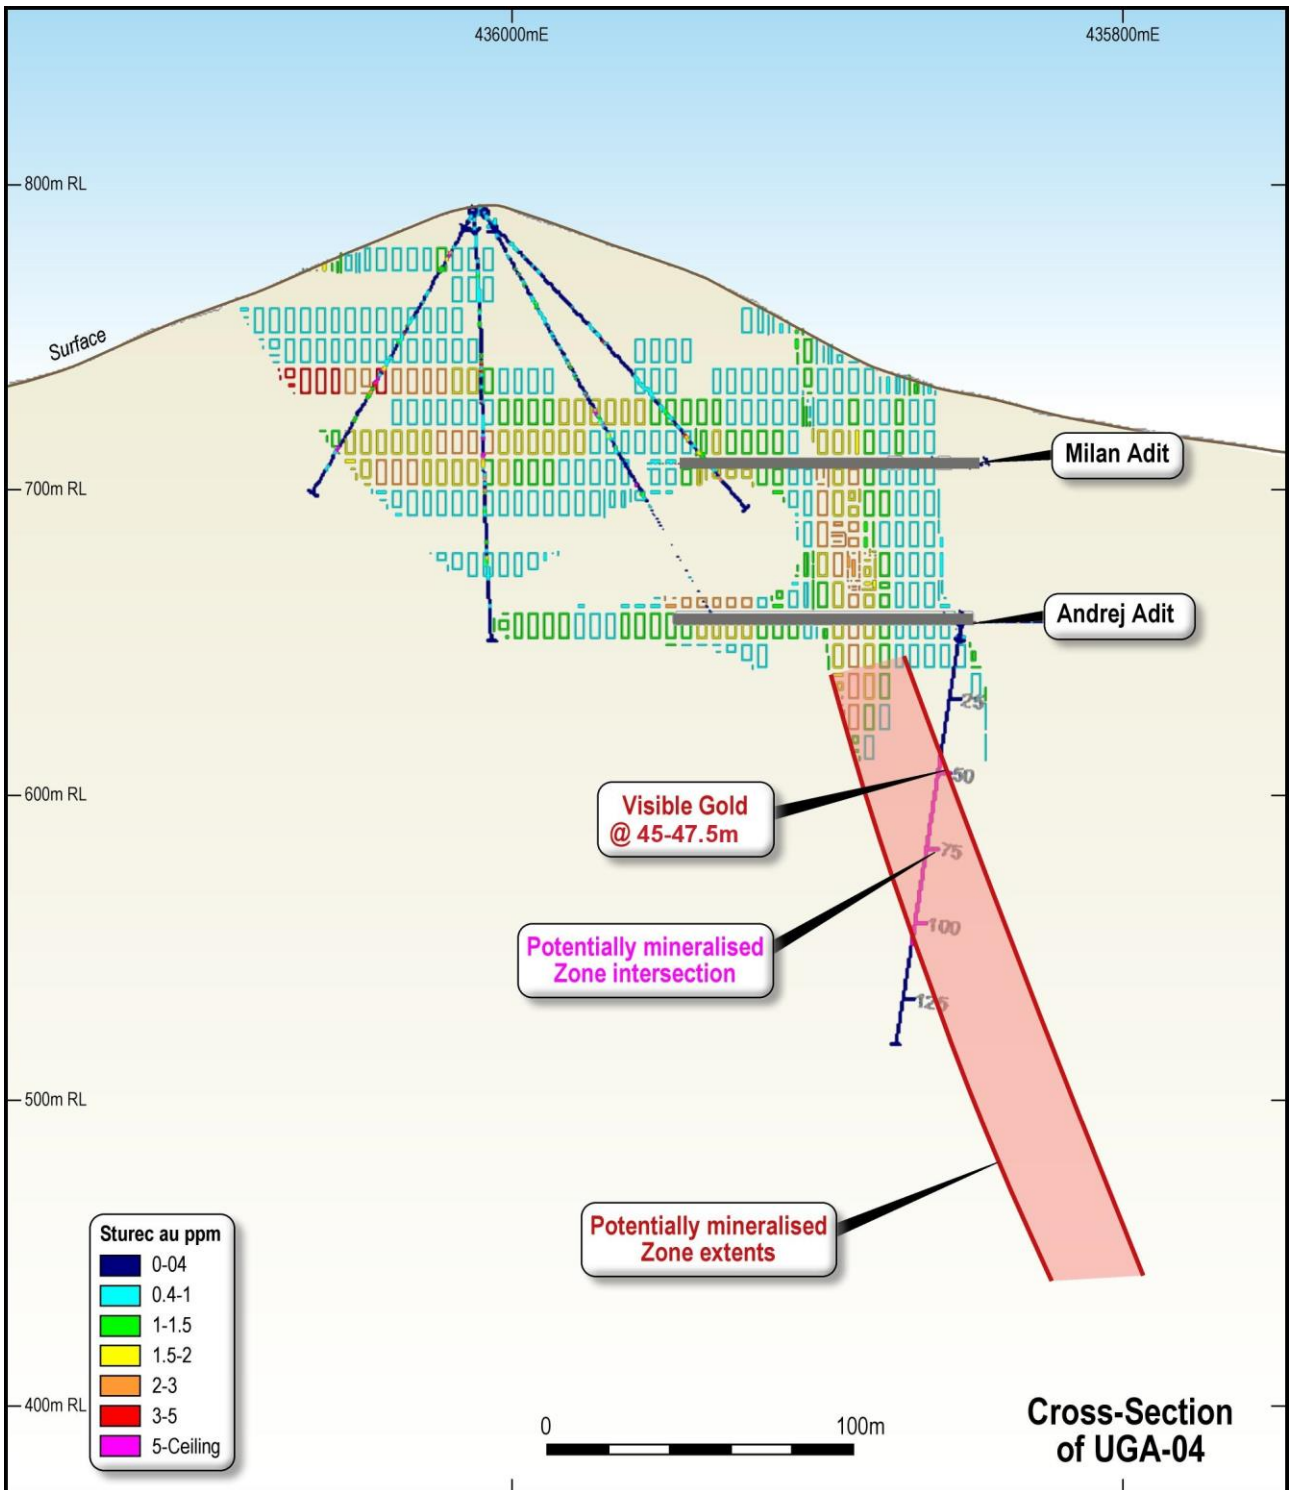 436000mE
435800mE
800m RL
Surface
Milan Adit
700m RL
Andrej Adit
25
600m RL
50
Visible Gold
@ 45-47.5m
75
Potentially mineralised
Zone intersection
100
125
500m RL
Potentially mineralised
Zone extents
Sturec au ppm
0-04
0.4-1
1-1.5
1.5-2
2-3
3-5
5-Ceiling
400m RL
0
100m
Cross-Section
of UGA-04